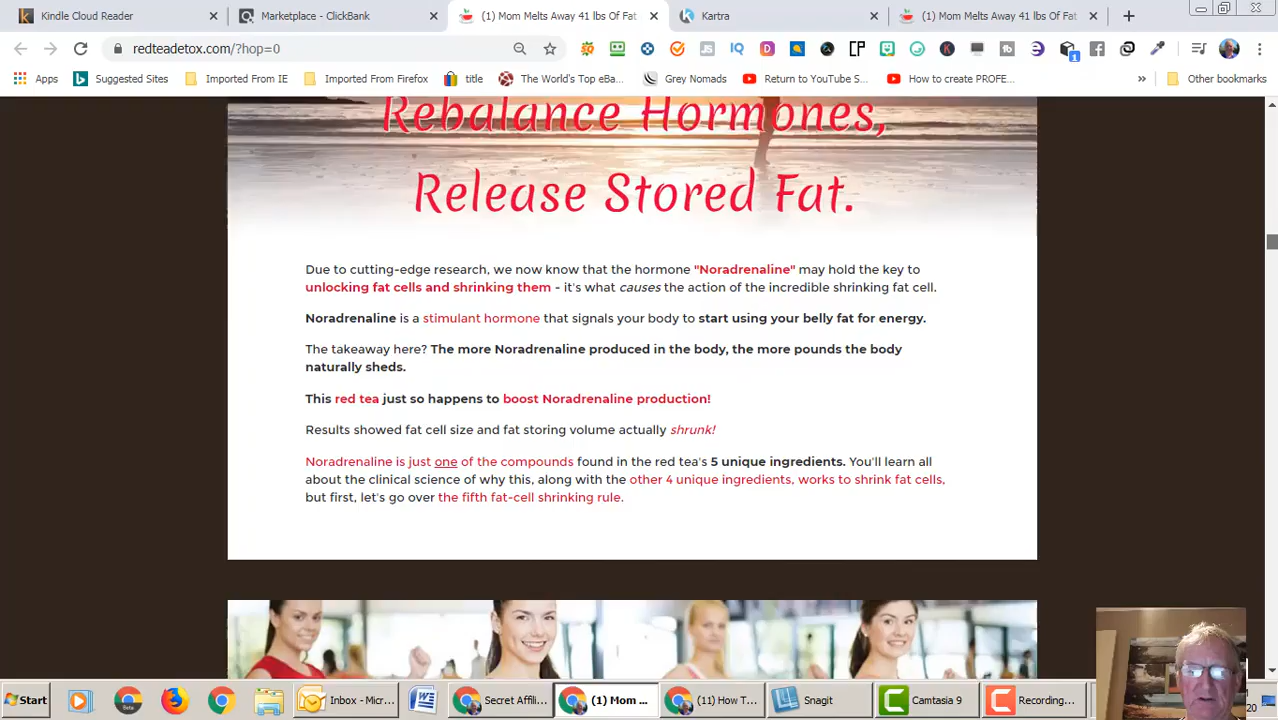 Kindle Cloud Reader × Marketplace - ClickBank × (1) Mom Melts Away 41 lbs Of Fat × Kartra × (1) Mom Melts Away 41 lbs Of Fat × +
redteadetox.com/?hop=0
Apps Suggested Sites Imported From IE Imported From Firefox title The World's Top eBa... Grey Nomads Return to YouTube S... How to create PROFE... » Other bookmarks
Rebalance Hormones,
Release Stored Fat.
Due to cutting-edge research, we now know that the hormone "Noradrenaline" may hold the key to
unlocking fat cells and shrinking them - it's what causes the action of the incredible shrinking fat cell.
Noradrenaline is a stimulant hormone that signals your body to start using your belly fat for energy.
The takeaway here? The more Noradrenaline produced in the body, the more pounds the body
naturally sheds.
This red tea just so happens to boost Noradrenaline production!
Results showed fat cell size and fat storing volume actually shrunk!
Noradrenaline is just one of the compounds found in the red tea's 5 unique ingredients. You'll learn all
about the clinical science of why this, along with the other 4 unique ingredients, works to shrink fat cells,
but first, let's go over the fifth fat-cell shrinking rule.
Start Inbox - Micr... Secret Affili... (1) Mom ... (11) How T... Snagit Camtasia 9 Recording... 20